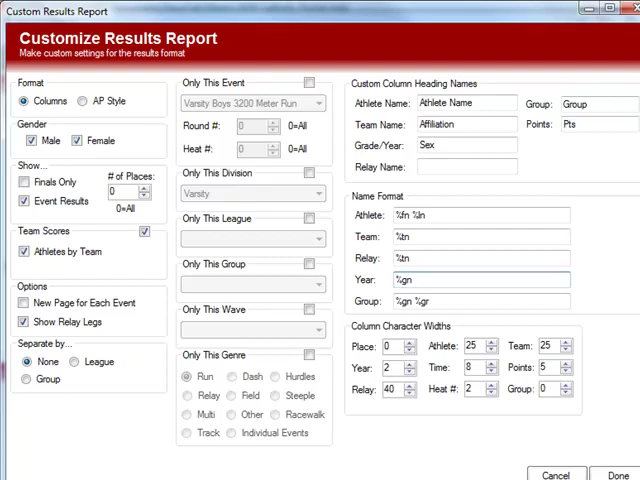 Custom Results Report
Customize Results Report
Make custom settings for the results format
Format
Columns
AP Style
Gender
Male
Female
Show...
Finals Only
Event Results
# of Places:
0
0=All
Team Scores
Athletes by Team
Options
New Page for Each Event
Show Relay Legs
Separate by...
None
League
Group
Only This Event
Varsity Boys 3200 Meter Run
Round #: 0 0=All
Heat #: 0 0=All
Only This Division
Varsity
Only This League
Only This Group
Only This Wave
Only This Genre
Run Dash Hurdles
Relay Field Steeple
Multi Other Racewalk
Track Individual Events
Custom Column Heading Names
Athlete Name: Athlete Name Group: Group
Team Name: Affiliation Points: Pts
Grade/Year: Sex
Relay Name:
Name Format
Athlete: %fn %ln
Team: %tn
Relay: %tn
Year: %gn
Group: %gn %gr
Column Character Widths
Place: 0 Athlete: 25 Team: 25
Year: 2 Time: 8 Points: 5
Relay: 40 Heat #: 2 Group: 0
Cancel Done